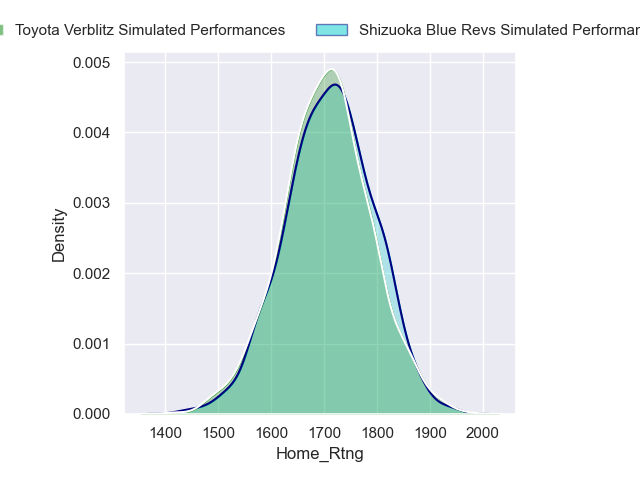 Toyota Verblitz Simulated Performances
Shizuoka Blue Revs Simulated
0.005
0.004
0.003
0.002
0.001
0.000
Density
1400 1500 1600 1700 1800 1900 2000
Home_Rtng